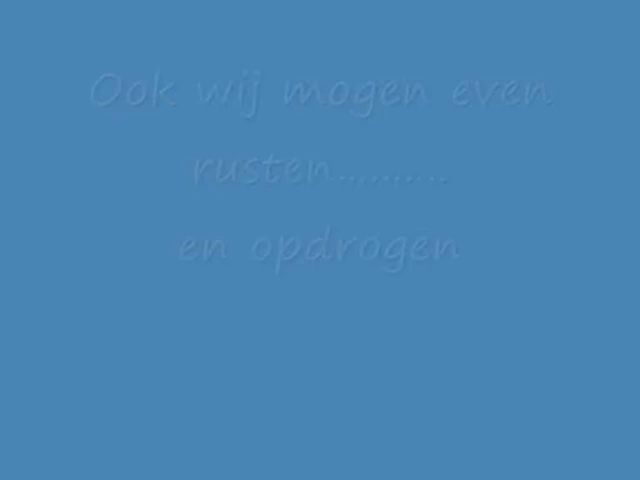 Ook wij mogen even
rusten...........
en opdrogen